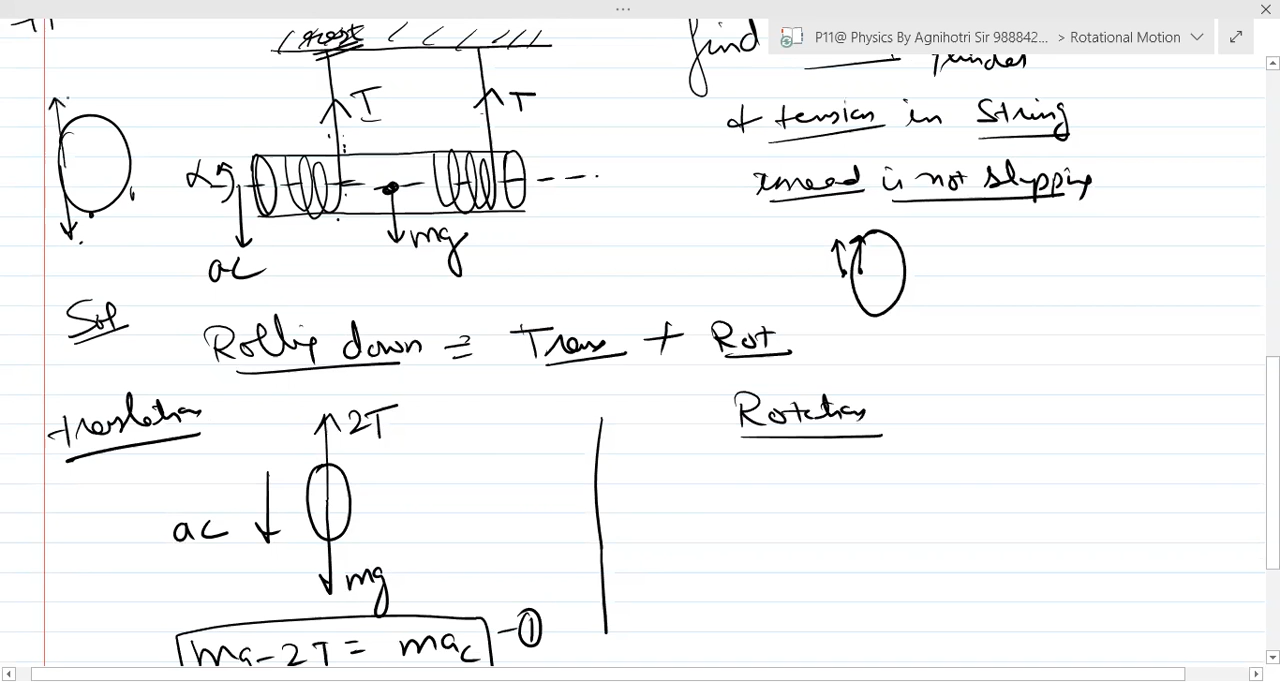 find
P11@ Physics By Agnihotri Sir 988842... > Rotational Motion
T T
& tension in String
thread is not slipping
α
mg
ac
Sol
Rolling down = Trans + Rot
translation
2T
Rotation
ac
mg
mg - 2T = mac -①